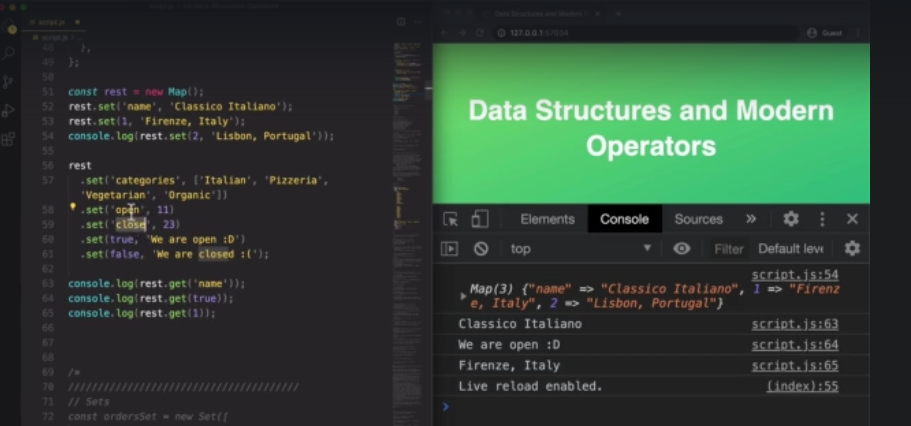 script.js
script.js
48 },
49 };
50
51 const rest = new Map();
52 rest.set('name', 'Classico Italiano');
53 rest.set(1, 'Firenze, Italy');
54 console.log(rest.set(2, 'Lisbon, Portugal'));
55
56 rest
57 .set('categories', ['Italian', 'Pizzeria',
'Vegetarian', 'Organic'])
58 .set('open', 11)
59 .set('close', 23)
60 .set(true, 'We are open :D')
61 .set(false, 'We are closed :(');
62
63 console.log(rest.get('name'));
64 console.log(rest.get(true));
65 console.log(rest.get(1));
66
67
68
69 /*
70 ///////////////////////////////////////
71 // Sets
72 const ordersSet = new Set([
Data Structures and Modern
127.0.0.1
Guest
Data Structures and Modern
Operators
Elements Console Sources
top Filter Default leve
script.js:54
Map(3) {"name" => "Classico Italiano", 1 => "Firenz
e, Italy", 2 => "Lisbon, Portugal"}
Classico Italiano script.js:63
We are open :D script.js:64
Firenze, Italy script.js:65
Live reload enabled. (index):55